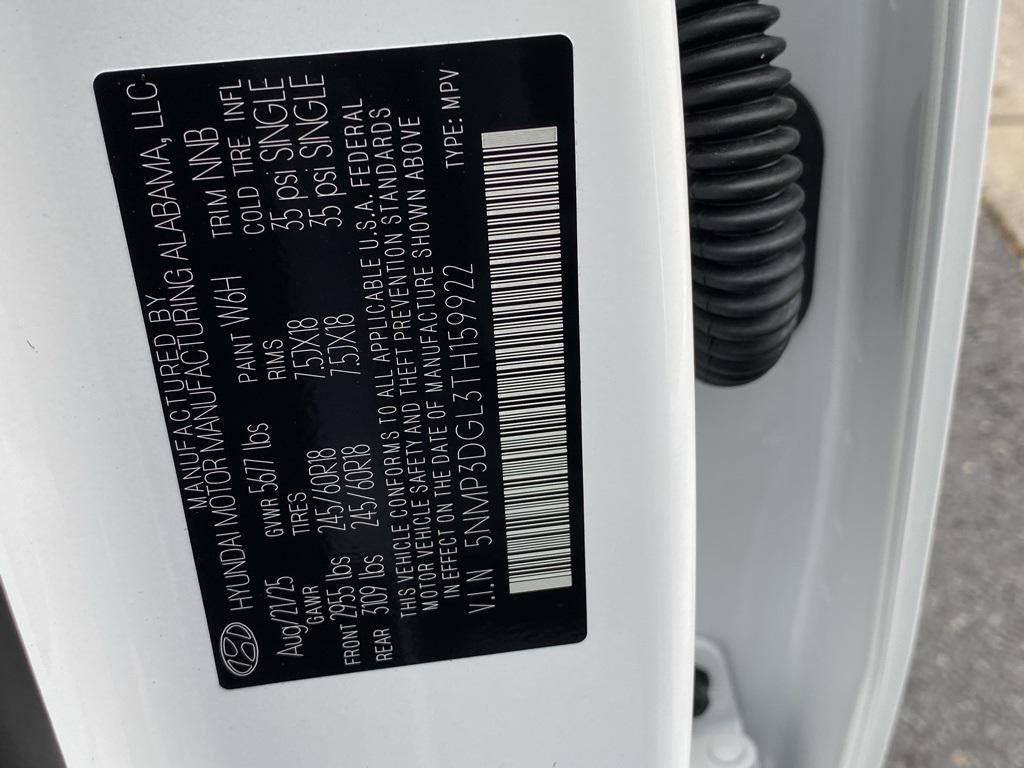 MANUFACTURED BY
HYUNDAI MOTOR MANUFACTURING ALABAMA, LLC.
Aug/21/25 GVWR 5677 lbs PAINT W6H TRIM NNB
GAWR TIRES RIMS COLD TIRE INFL
FRONT 2955 lbs 245/60R18 7.5JX18 35 psi SINGLE
REAR 3109 lbs 245/60R18 7.5JX18 35 psi SINGLE
THIS VEHICLE CONFORMS TO ALL APPLICABLE U.S.A. FEDERAL
MOTOR VEHICLE SAFETY AND THEFT PREVENTION STANDARDS
IN EFFECT ON THE DATE OF MANUFACTURE SHOWN ABOVE
V.I.N 5NMP3DGL3TH159922 TYPE: MPV